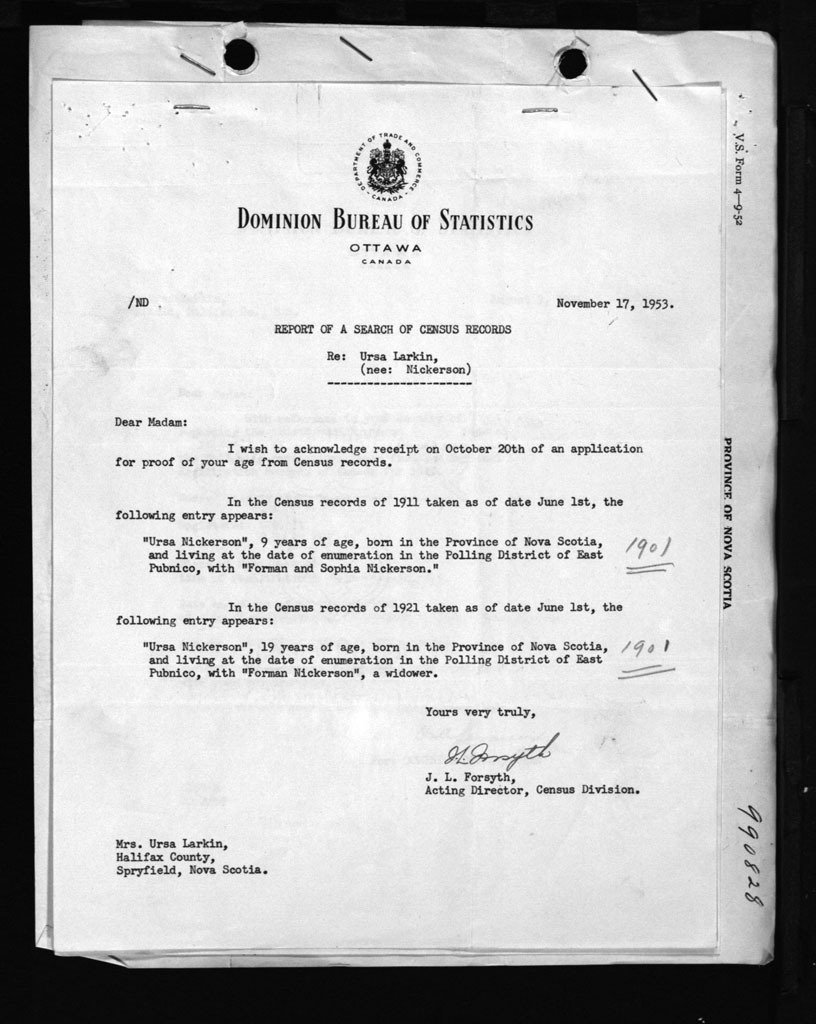 DEPARTMENT OF TRADE AND COMMERCE
CANADA
DOMINION BUREAU OF STATISTICS
OTTAWA
CANADA
/ND
November 17, 1953.
REPORT OF A SEARCH OF CENSUS RECORDS
Re: Ursa Larkin,
(nee: Nickerson)
Dear Madam:
I wish to acknowledge receipt on October 20th of an application
for proof of your age from Census records.
In the Census records of 1911 taken as of date June 1st, the
following entry appears:
"Ursa Nickerson", 9 years of age, born in the Province of Nova Scotia,
and living at the date of enumeration in the Polling District of East
Pubnico, with "Forman and Sophia Nickerson."
1901
In the Census records of 1921 taken as of date June 1st, the
following entry appears:
"Ursa Nickerson", 19 years of age, born in the Province of Nova Scotia,
and living at the date of enumeration in the Polling District of East
Pubnico, with "Forman Nickerson", a widower.
1901
Yours very truly,
J.L. Forsyth
J. L. Forsyth,
Acting Director, Census Division.
Mrs. Ursa Larkin,
Halifax County,
Spryfield, Nova Scotia.
V.S. Form 4—9-52
PROVINCE OF NOVA SCOTIA
990828